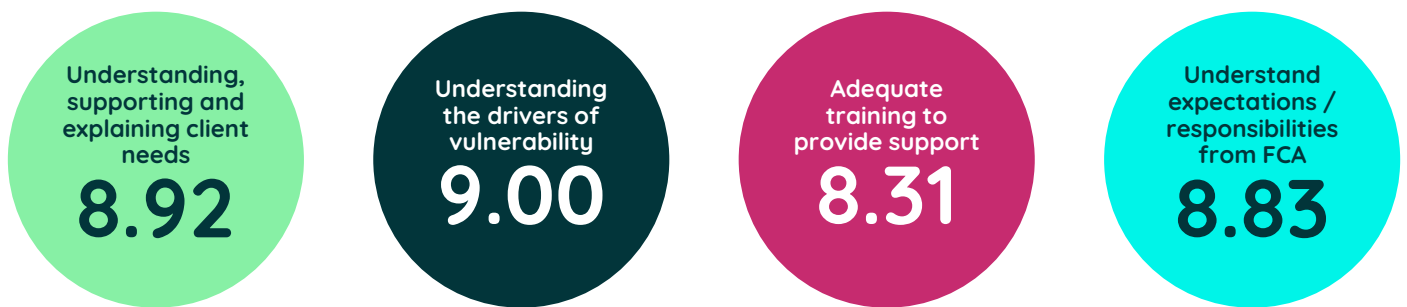 Understanding,
supporting and
explaining client
needs
8.92
Understanding
the drivers of
vulnerability
9.00
Adequate
training to
provide support
8.31
Understand
expectations /
responsibilities
from FCA
8.83